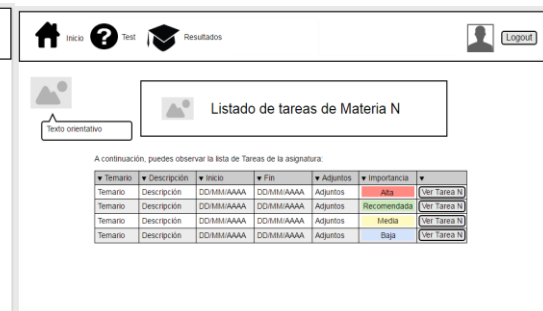 Inicio ? Test Resultados Logout
Listado de tareas de Materia N
Texto orientativo
A continuación, puedes observar la lista de Tareas de la asignatura:
▼ Temario ▼ Descripción ▼ Inicio ▼ Fin ▼ Adjuntos ▼ Importancia ▼
Temario Descripción DD/MM/AAAA DD/MM/AAAA Adjuntos Alta Ver Tarea N
Temario Descripción DD/MM/AAAA DD/MM/AAAA Adjuntos Recomendada Ver Tarea N
Temario Descripción DD/MM/AAAA DD/MM/AAAA Adjuntos Media Ver Tarea N
Temario Descripción DD/MM/AAAA DD/MM/AAAA Adjuntos Baja Ver Tarea N